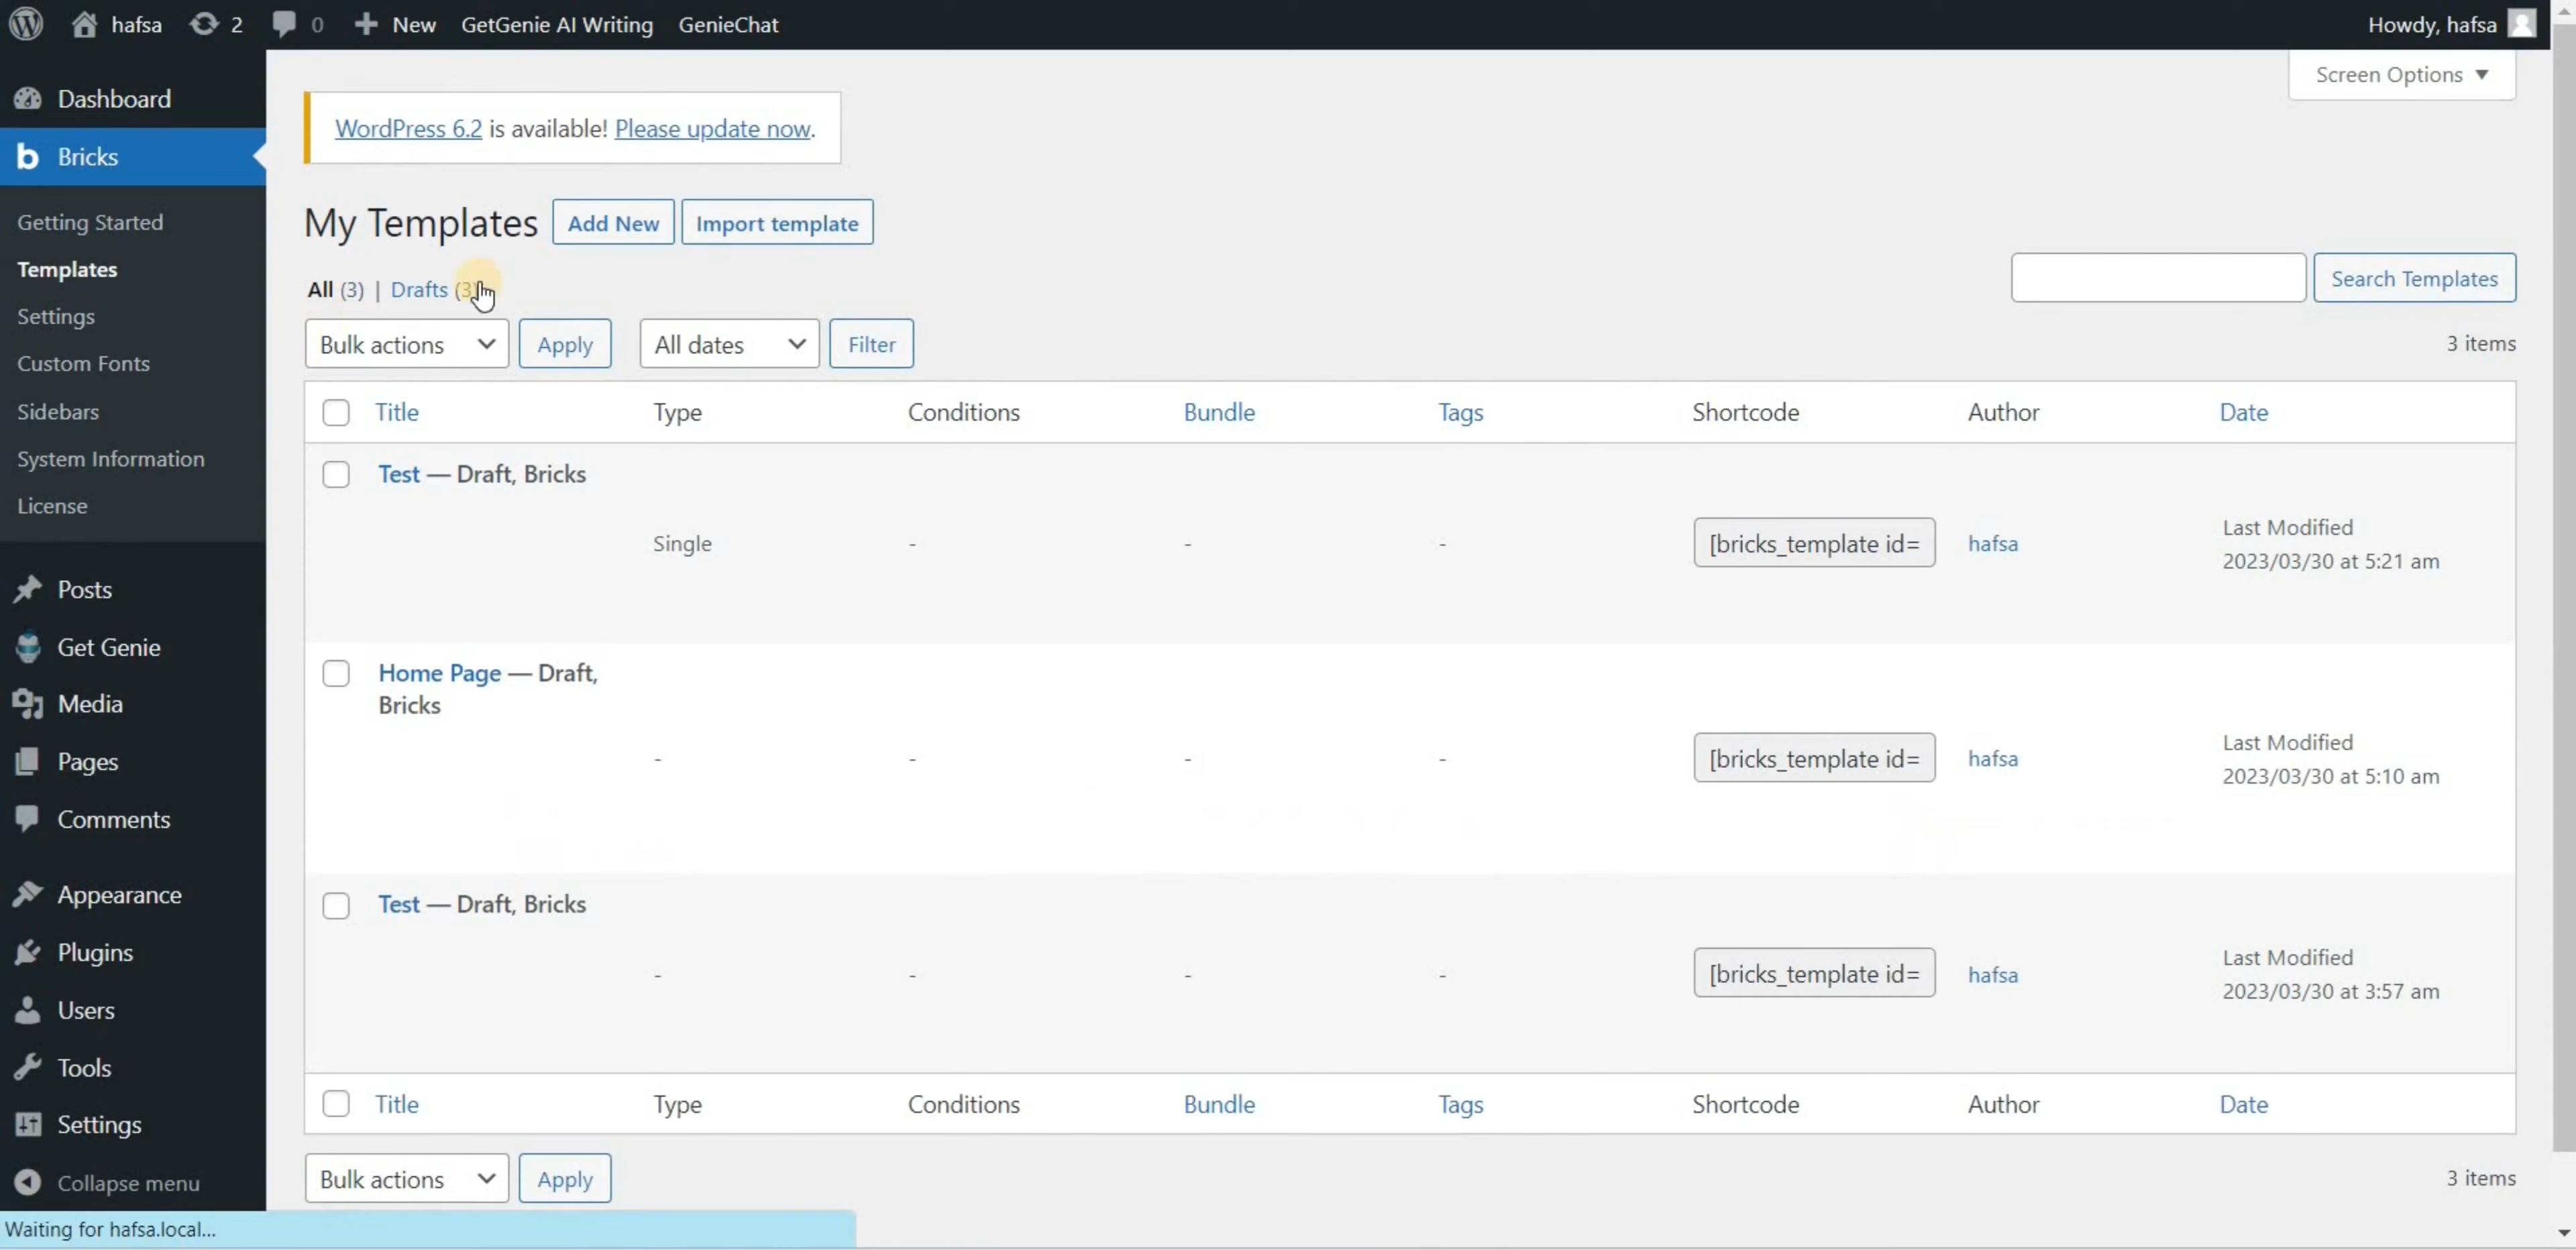 hafsa 2 0 New GetGenie AI Writing GenieChat Howdy, hafsa
Screen Options
Dashboard
Bricks
Getting Started
Templates
Settings
Custom Fonts
Sidebars
System Information
License
Posts
Get Genie
Media
Pages
Comments
Appearance
Plugins
Users
Tools
Settings
Collapse menu
WordPress 6.2 is available! Please update now.
My Templates Add New Import template
All (3) | Drafts (3)
Search Templates
Bulk actions Apply All dates Filter 3 items
Title Type Conditions Bundle Tags Shortcode Author Date
Test — Draft, Bricks
Single - - - [bricks_template id= hafsa Last Modified
2023/03/30 at 5:21 am
Home Page — Draft,
Bricks
- - - - [bricks_template id= hafsa Last Modified
2023/03/30 at 5:10 am
Test — Draft, Bricks
- - - - [bricks_template id= hafsa Last Modified
2023/03/30 at 3:57 am
Title Type Conditions Bundle Tags Shortcode Author Date
Bulk actions Apply 3 items
Waiting for hafsa.local...